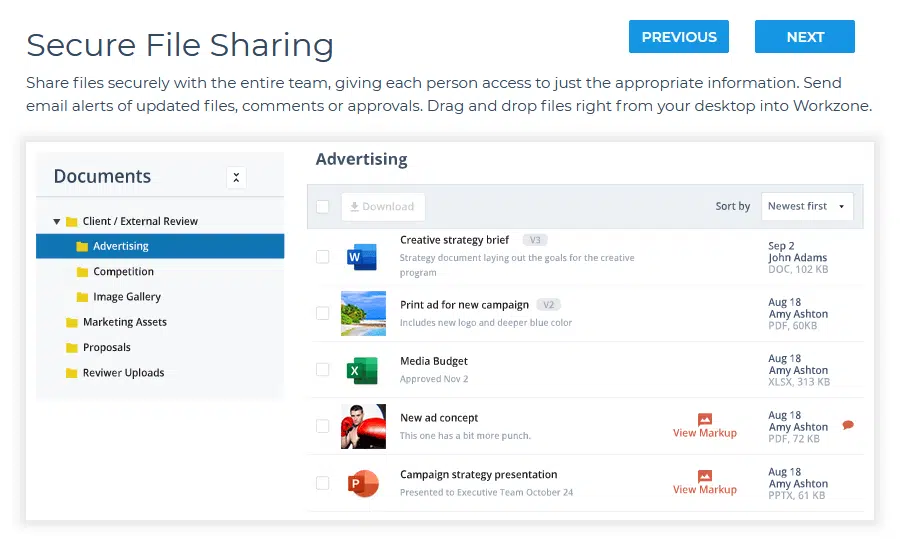 Secure File Sharing
PREVIOUS
NEXT
Share files securely with the entire team, giving each person access to just the appropriate information. Send
email alerts of updated files, comments or approvals. Drag and drop files right from your desktop into Workzone.
Documents
Client / External Review
Advertising
Competition
Image Gallery
Marketing Assets
Proposals
Reviwer Uploads
Advertising
Download
Sort by
Newest first
Creative strategy brief V3
Strategy document laying out the goals for the creative
program
Sep 2
John Adams
DOC, 102 KB
Print ad for new campaign V2
Includes new logo and deeper blue color
Aug 18
Amy Ashton
PDF, 60KB
Media Budget
Approved Nov 2
Aug 18
Amy Ashton
XLSX, 313 KB
New ad concept
This one has a bit more punch.
View Markup
Aug 18
Amy Ashton
PDF, 72 KB
Campaign strategy presentation
Presented to Executive Team October 24
View Markup
Aug 18
Amy Ashton
PPTX, 61 KB